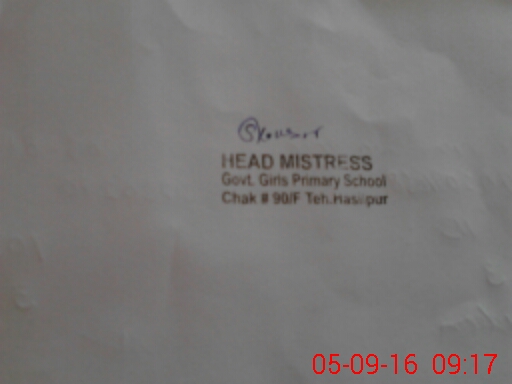 HEAD MISTRESS
Govt. Girls Primary School
Chak # 90/F Teh.Hasilpur
05-09-16 09:17